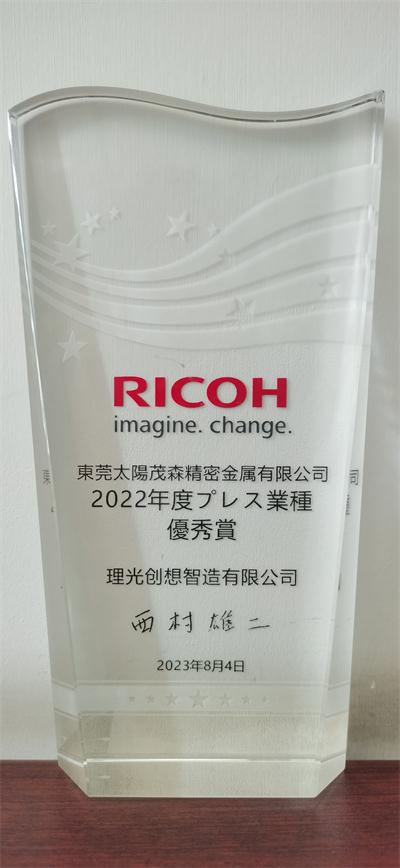 RICOH
imagine. change.
東莞太陽茂森精密金属有限公司
2022年度プレス業種
優秀賞
理光创想智造有限公司
西村雄二
2023年8月4日